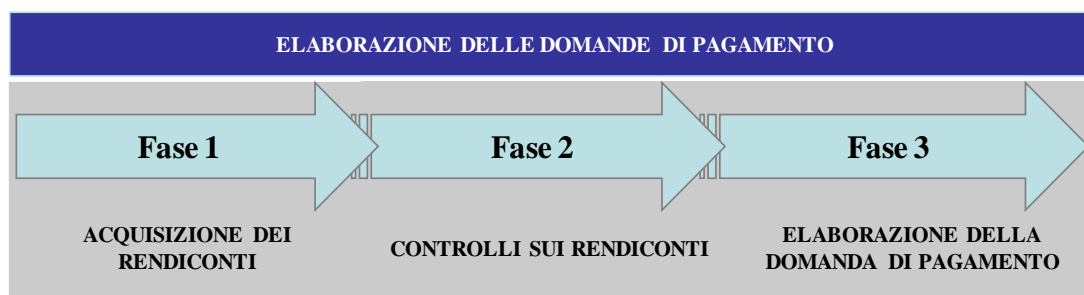 ELABORAZIONE DELLE DOMANDE DI PAGAMENTO
Fase 1
Fase 2
Fase 3
ACQUISIZIONE DEI
RENDICONTI
CONTROLLI SUI RENDICONTI
ELABORAZIONE DELLA
DOMANDA DI PAGAMENTO